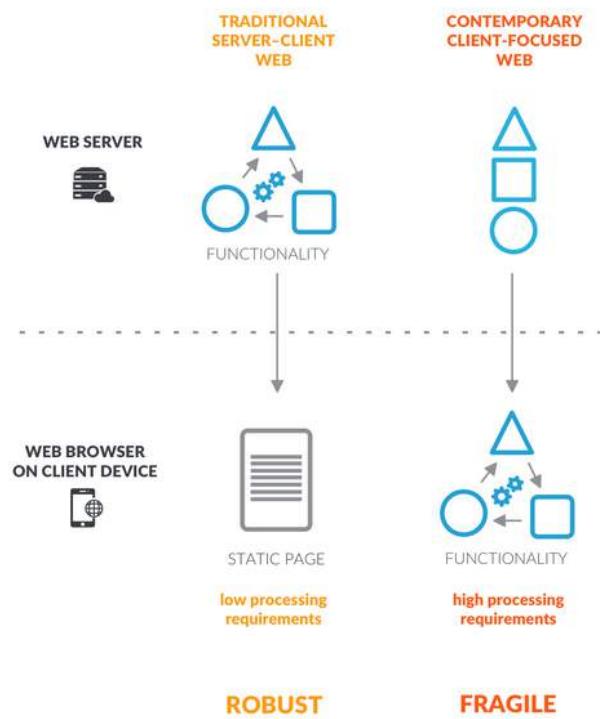 TRADITIONAL
SERVER–CLIENT
WEB
CONTEMPORARY
CLIENT-FOCUSED
WEB
WEB SERVER
FUNCTIONALITY
WEB BROWSER
ON CLIENT DEVICE
STATIC PAGE
FUNCTIONALITY
low processing
requirements
high processing
requirements
ROBUST
FRAGILE